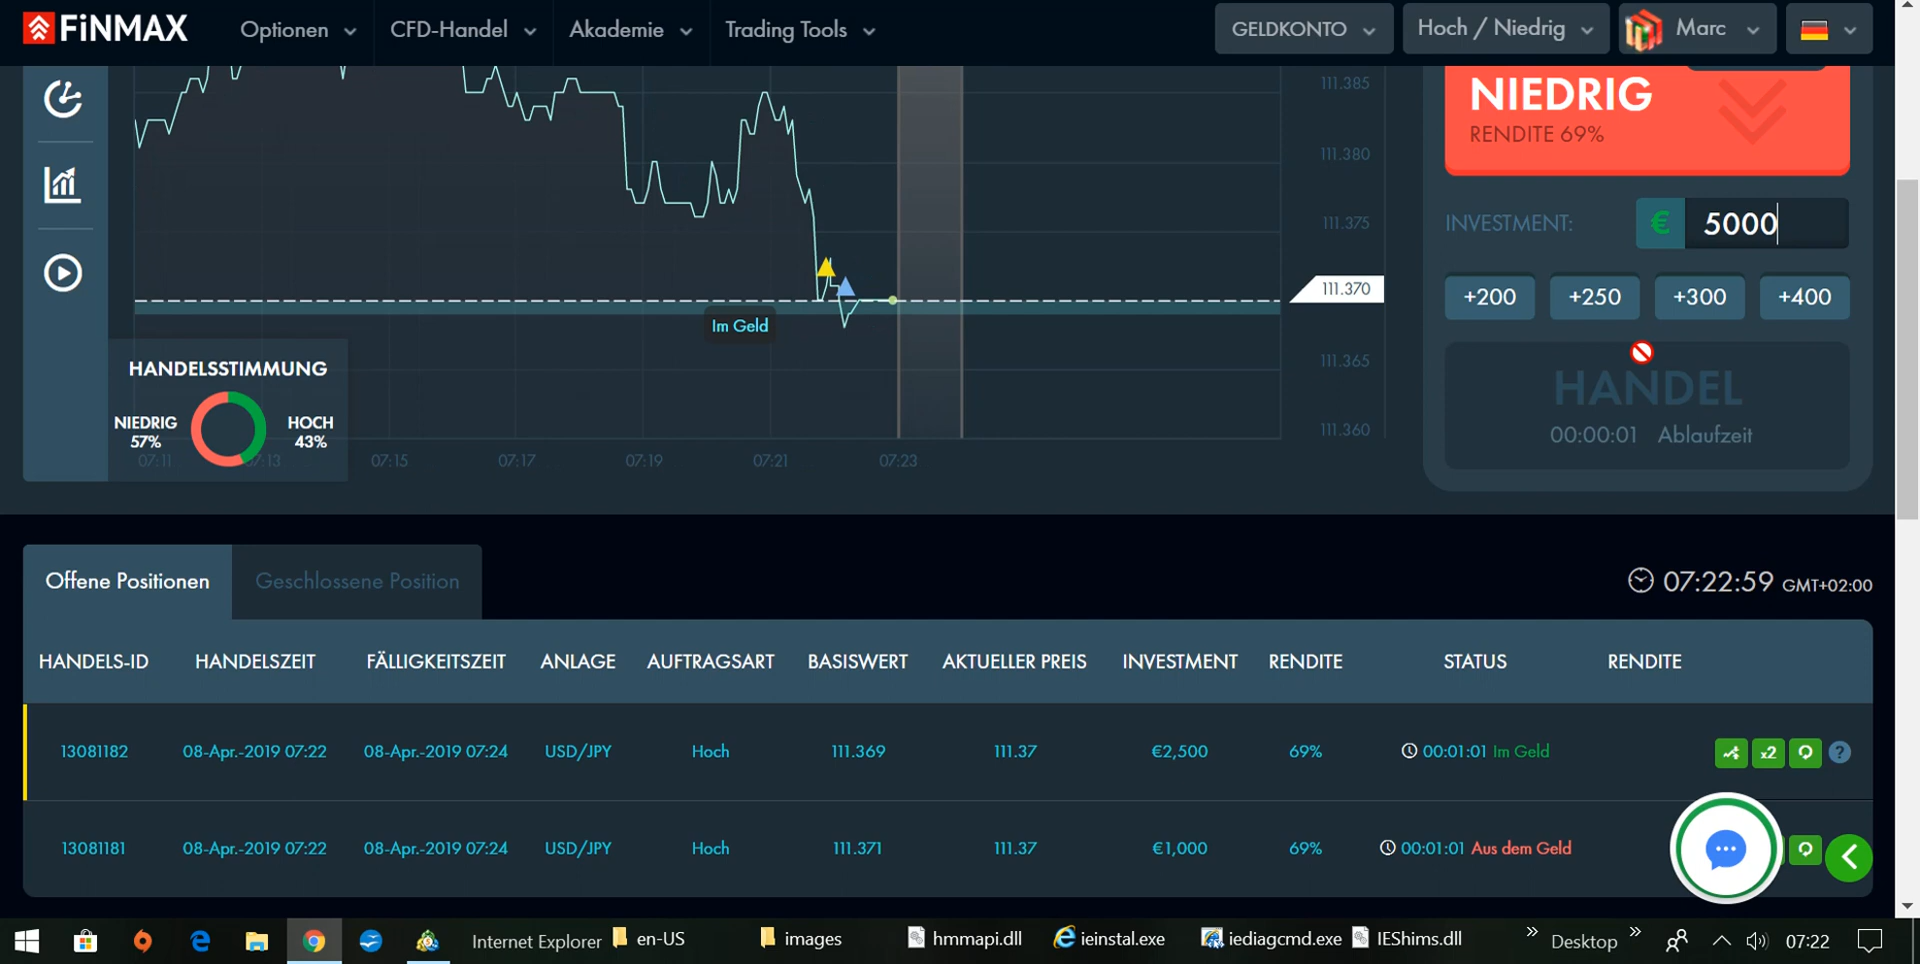 FiNMAX
Optionen
CFD-Handel
Akademie
Trading Tools
GELDKONTO
Hoch / Niedrig
Marc
NIEDRIG
RENDITE 69%
INVESTMENT:
€ 5000
+200 +250 +300 +400
HANDEL
00:00:01 Ablaufzeit
111.385
111.380
111.375
111.370
111.365
111.360
Im Geld
HANDELSSTIMMUNG
NIEDRIG
57%
HOCH
43%
07:11 07:13 07:15 07:17 07:19 07:21 07:23
Offene Positionen
Geschlossene Position
07:22:59 GMT+02:00
HANDELS-ID HANDELSZEIT FÄLLIGKEITSZEIT ANLAGE AUFTRAGSART BASISWERT AKTUELLER PREIS INVESTMENT RENDITE STATUS RENDITE
13081182 08-Apr.-2019 07:22 08-Apr.-2019 07:24 USD/JPY Hoch 111.369 111.37 €2,500 69% 00:01:01 Im Geld x2 ?
13081181 08-Apr.-2019 07:22 08-Apr.-2019 07:24 USD/JPY Hoch 111.371 111.37 €1,000 69% 00:01:01 Aus dem Geld
Internet Explorer en-US images hmmapi.dll ieinstal.exe iediagcmd.exe IEShims.dll » Desktop » 07:22